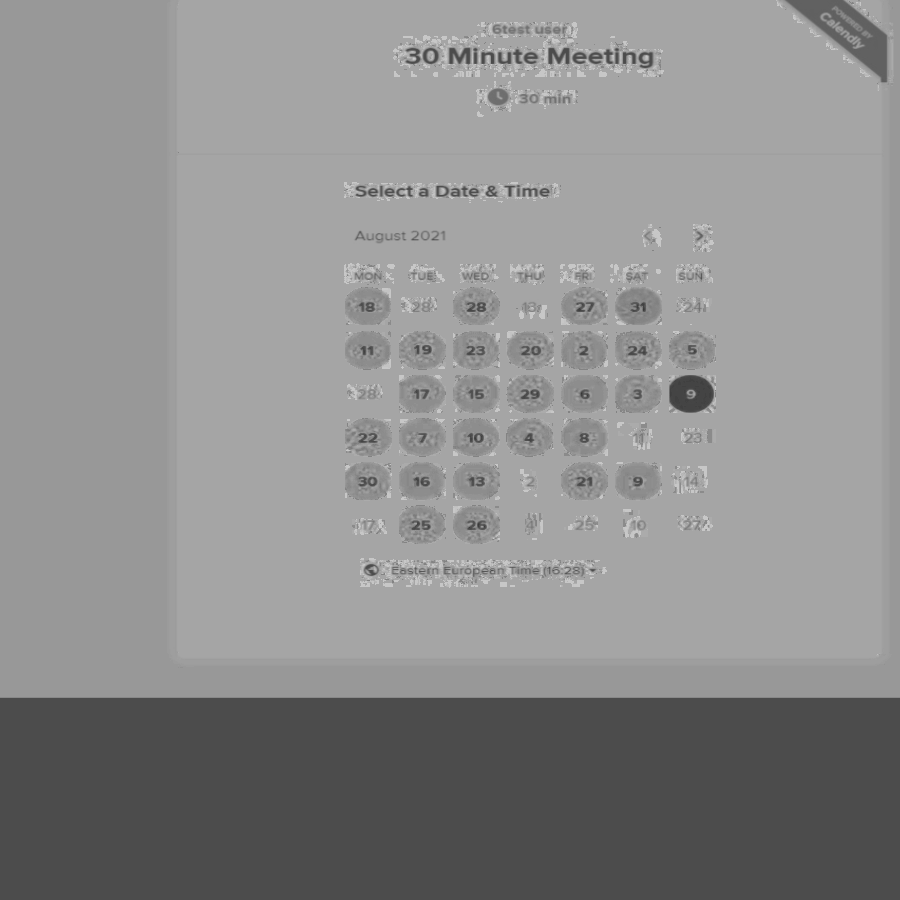 POWERED BY
Calendly
6test user
30 Minute Meeting
30 min
Select a Date & Time
August 2021
MON TUE WED THU FRI SAT SUN
18 28 28 18 27 31 24
11 19 23 20 2 24 5
28 17 15 29 6 3 9
22 7 10 4 8 11 23
30 16 13 2 21 9 14
17 25 26 4 25 10 27
Eastern European Time (16:28)